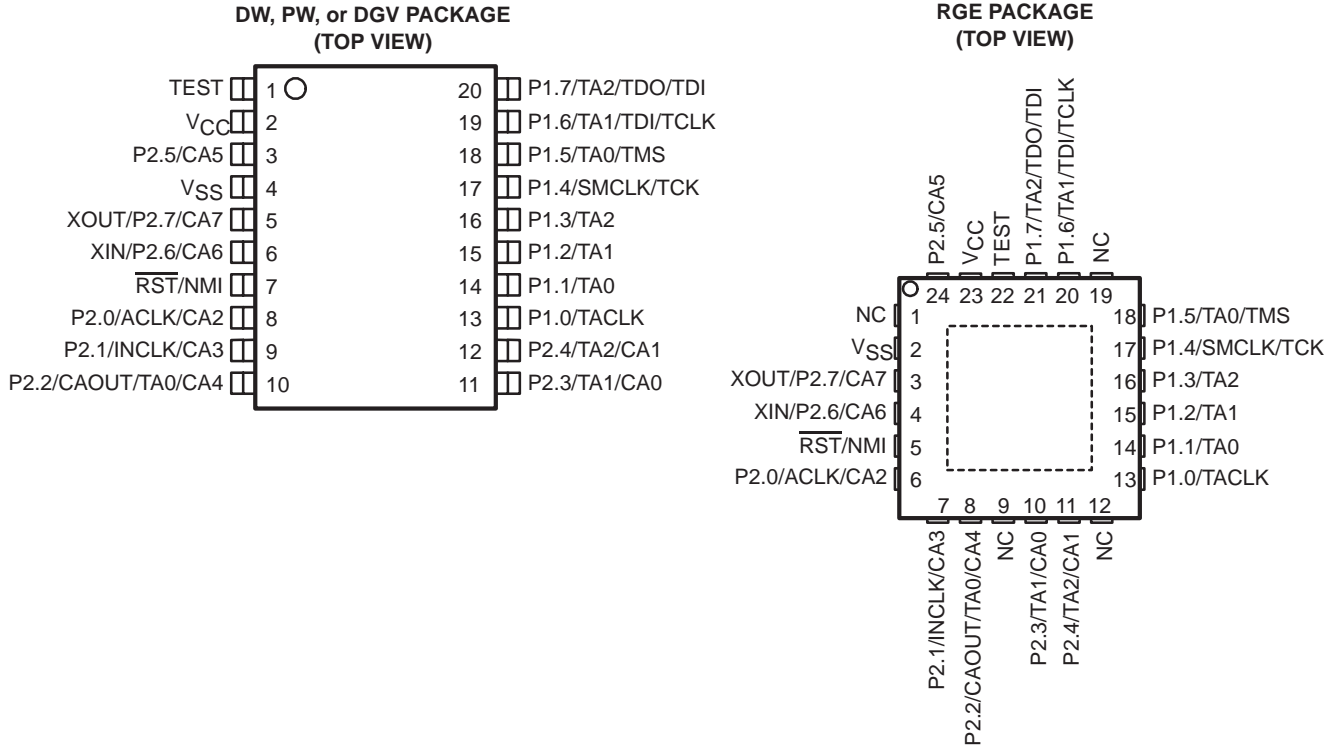 DW, PW, or DGV PACKAGE
(TOP VIEW)
TEST 1 20 P1.7/TA2/TDO/TDI
VCC 2 19 P1.6/TA1/TDI/TCLK
P2.5/CA5 3 18 P1.5/TA0/TMS
VSS 4 17 P1.4/SMCLK/TCK
XOUT/P2.7/CA7 5 16 P1.3/TA2
XIN/P2.6/CA6 6 15 P1.2/TA1
R̅S̅T̅/NMI 7 14 P1.1/TA0
P2.0/ACLK/CA2 8 13 P1.0/TACLK
P2.1/INCLK/CA3 9 12 P2.4/TA2/CA1
P2.2/CAOUT/TA0/CA4 10 11 P2.3/TA1/CA0
RGE PACKAGE
(TOP VIEW)
P2.5/CA5
VCC
TEST
P1.7/TA2/TDO/TDI
P1.6/TA1/TDI/TCLK
NC
24 23 22 21 20 19
NC 1 18 P1.5/TA0/TMS
VSS 2 17 P1.4/SMCLK/TCK
XOUT/P2.7/CA7 3 16 P1.3/TA2
XIN/P2.6/CA6 4 15 P1.2/TA1
R̅S̅T̅/NMI 5 14 P1.1/TA0
P2.0/ACLK/CA2 6 13 P1.0/TACLK
7 8 9 10 11 12
P2.1/INCLK/CA3
P2.2/CAOUT/TA0/CA4
NC
P2.3/TA1/CA0
P2.4/TA2/CA1
NC